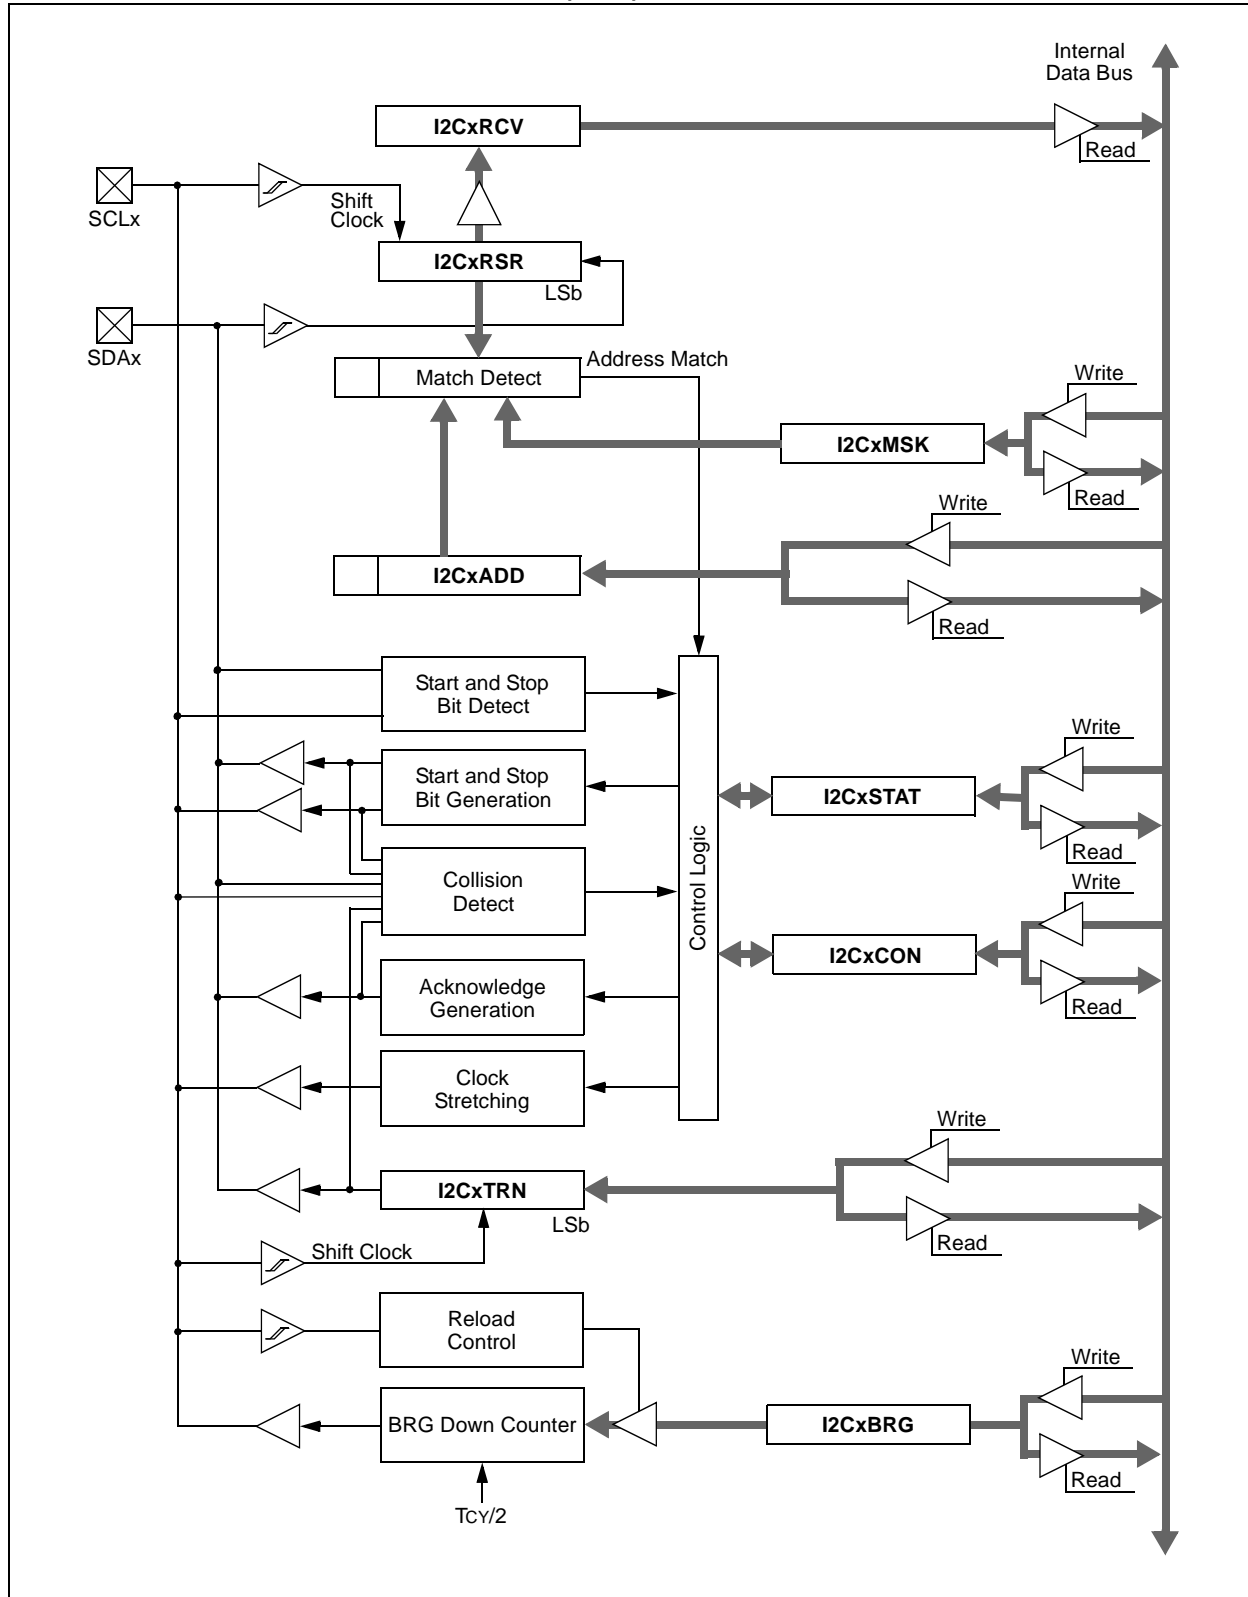 Internal
Data Bus
I2CxRCV
Read
SCLx
Shift
Clock
I2CxRSR
LSb
SDAx
Address Match
Match Detect
Write
I2CxMSK
Read
Write
I2CxADD
Read
Start and Stop
Bit Detect
Write
Start and Stop
Bit Generation
I2CxSTAT
Read
Control Logic
Collision
Detect
Write
I2CxCON
Read
Acknowledge
Generation
Clock
Stretching
Write
I2CxTRN
LSb
Read
Shift Clock
Reload
Control
Write
BRG Down Counter
I2CxBRG
Read
TCY/2